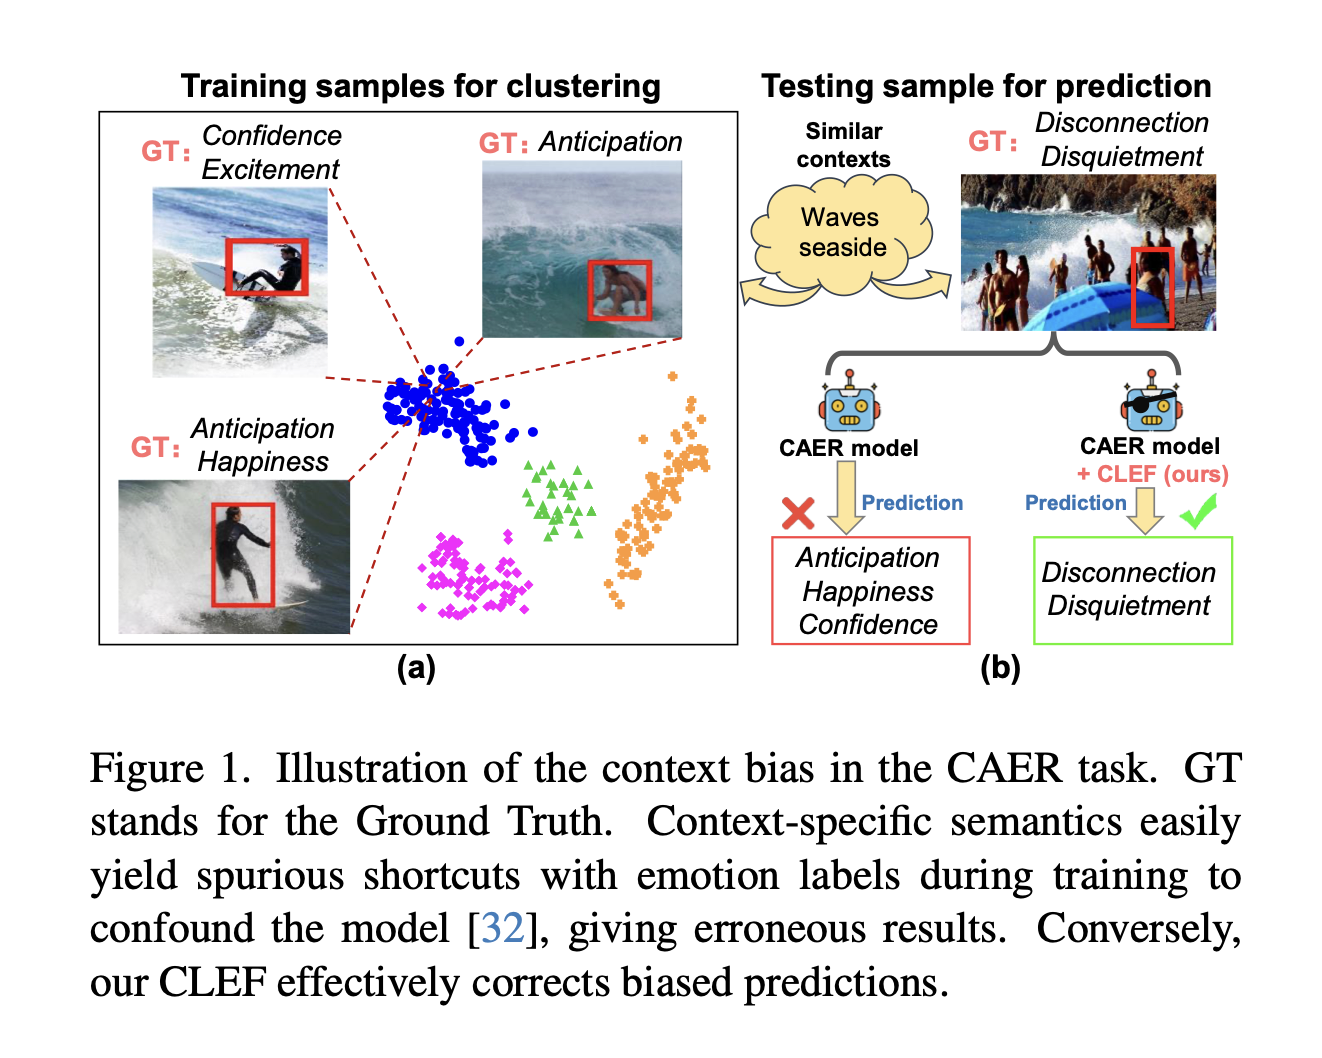 Training samples for clustering
GT: Confidence
Excitement
GT: Anticipation
GT: Anticipation
Happiness
(a)
Testing sample for prediction
Similar
contexts
Waves
seaside
GT: Disconnection
Disquietment
CAER model
Prediction
Anticipation
Happiness
Confidence
CAER model
+ CLEF (ours)
Prediction
Disconnection
Disquietment
(b)
Figure 1. Illustration of the context bias in the CAER task. GT
stands for the Ground Truth. Context-specific semantics easily
yield spurious shortcuts with emotion labels during training to
confound the model [32], giving erroneous results. Conversely,
our CLEF effectively corrects biased predictions.